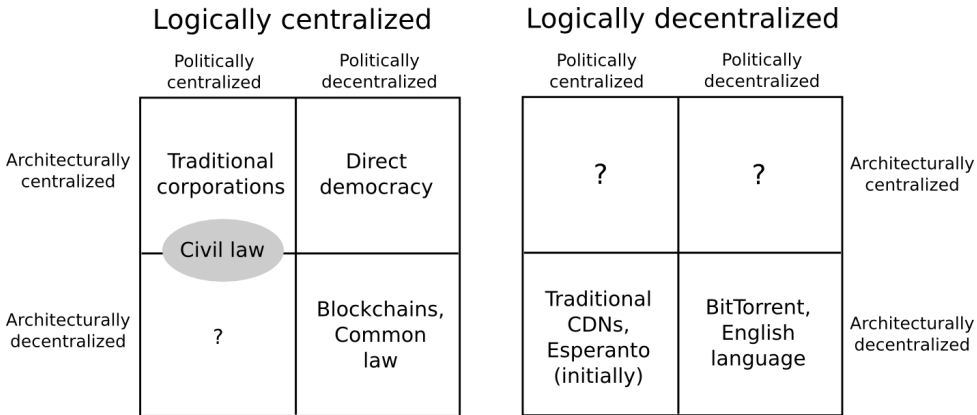 Logically centralized
Logically decentralized
Politically
centralized
Politically
decentralized
Politically
centralized
Politically
decentralized
Architecturally
centralized
Traditional
corporations
Direct
democracy
?
?
Architecturally
centralized
Civil law
Architecturally
decentralized
?
Blockchains,
Common
law
Traditional
CDNs,
Esperanto
(initially)
BitTorrent,
English
language
Architecturally
decentralized